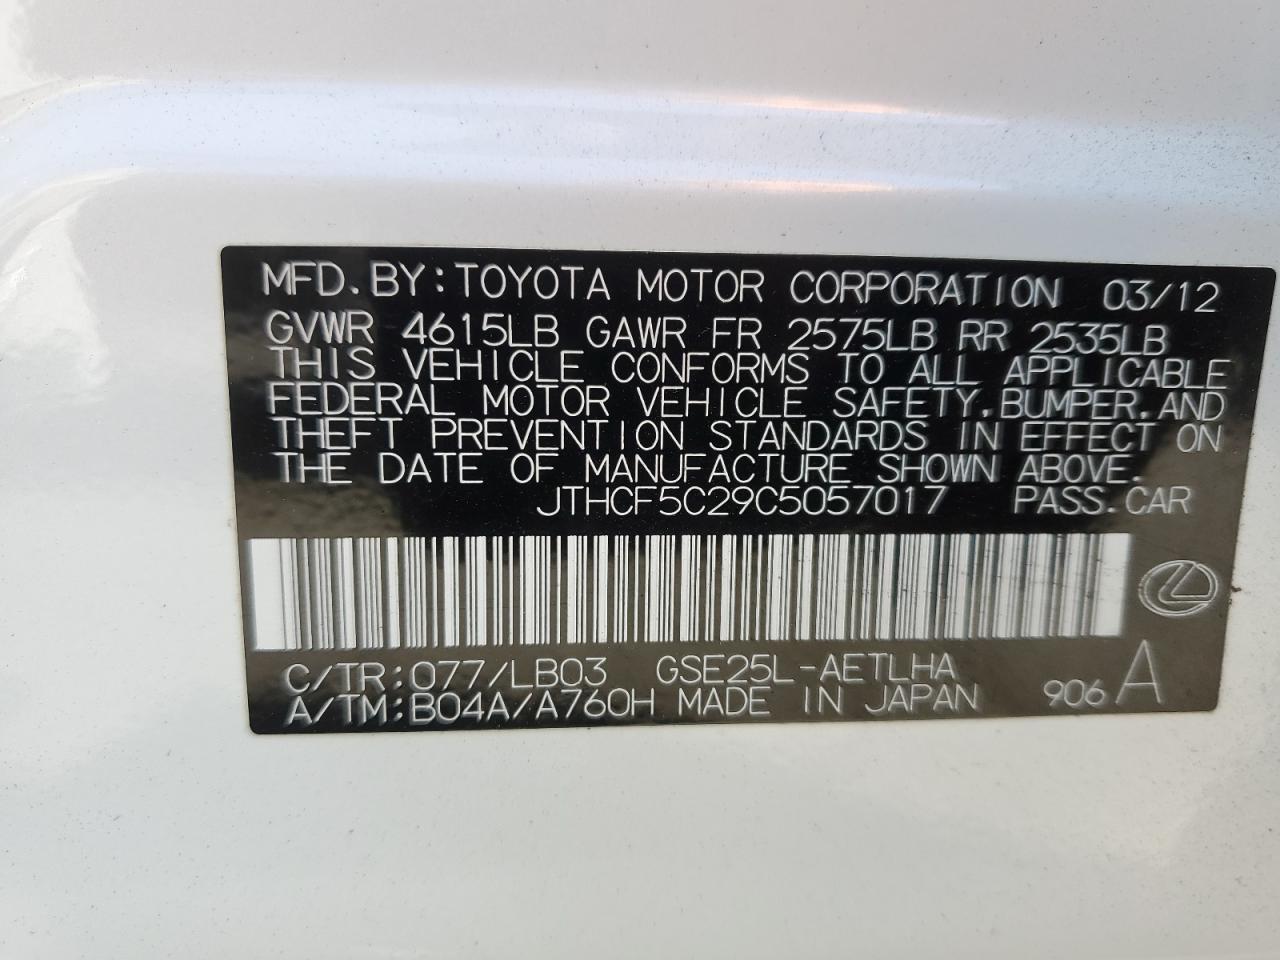 MFD. BY: TOYOTA MOTOR CORPORATION 03/12
GVWR 4615LB GAWR FR 2575LB RR 2535LB
THIS VEHICLE CONFORMS TO ALL APPLICABLE
FEDERAL MOTOR VEHICLE SAFETY, BUMPER, AND
THEFT PREVENTION STANDARDS IN EFFECT ON
THE DATE OF MANUFACTURE SHOWN ABOVE.
JTHCF5C29C5057017 PASS. CAR
C/TR: 077/LB03 GSE25L-AETLHA
A/TM: B04A/A760H MADE IN JAPAN 906 A